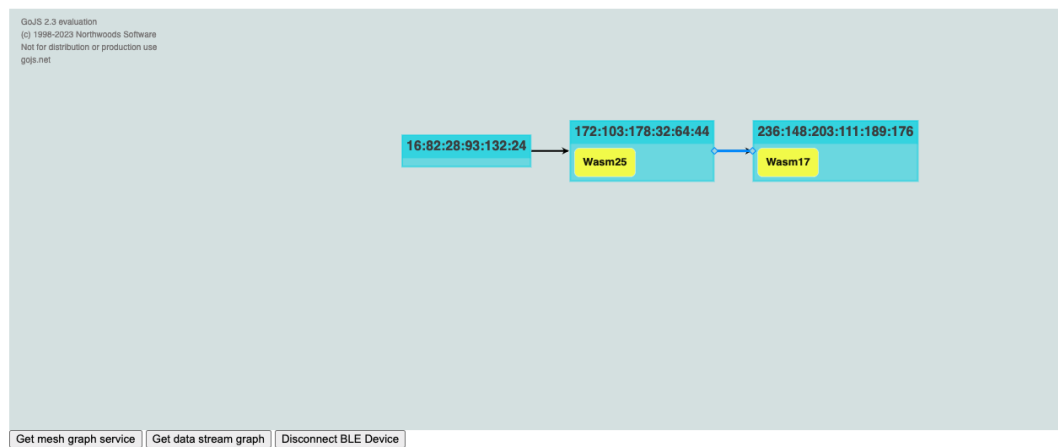 GoJS 2.3 evaluation
(c) 1998-2023 Northwoods Software
Not for distribution or production use
gojs.net
16:82:28:93:132:24
172:103:178:32:64:44
Wasm25
236:148:203:111:189:176
Wasm17
Get mesh graph service
Get data stream graph
Disconnect BLE Device